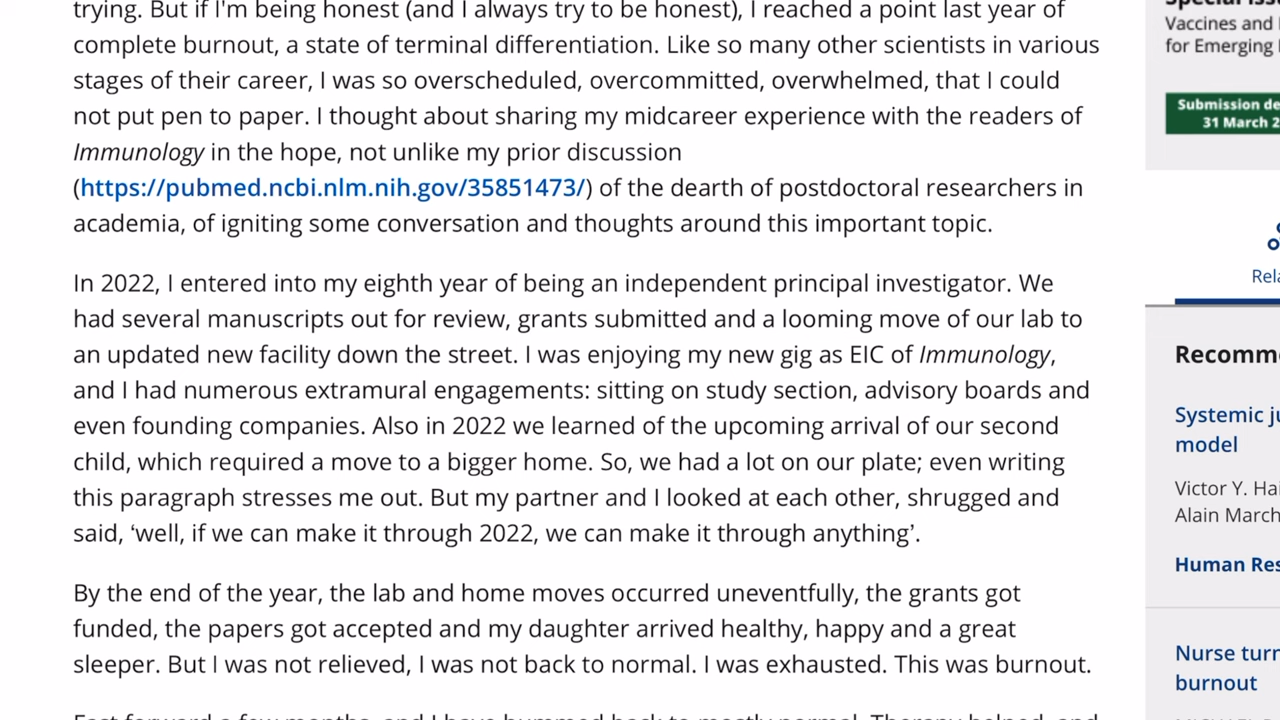 trying. But if I'm being honest (and I always try to be honest), I reached a point last year of
complete burnout, a state of terminal differentiation. Like so many other scientists in various
stages of their career, I was so overscheduled, overcommitted, overwhelmed, that I could
not put pen to paper. I thought about sharing my midcareer experience with the readers of
Immunology in the hope, not unlike my prior discussion
(https://pubmed.ncbi.nlm.nih.gov/35851473/) of the dearth of postdoctoral researchers in
academia, of igniting some conversation and thoughts around this important topic.
In 2022, I entered into my eighth year of being an independent principal investigator. We
had several manuscripts out for review, grants submitted and a looming move of our lab to
an updated new facility down the street. I was enjoying my new gig as EIC of Immunology,
and I had numerous extramural engagements: sitting on study section, advisory boards and
even founding companies. Also in 2022 we learned of the upcoming arrival of our second
child, which required a move to a bigger home. So, we had a lot on our plate; even writing
this paragraph stresses me out. But my partner and I looked at each other, shrugged and
said, ‘well, if we can make it through 2022, we can make it through anything’.
By the end of the year, the lab and home moves occurred uneventfully, the grants got
funded, the papers got accepted and my daughter arrived healthy, happy and a great
sleeper. But I was not relieved, I was not back to normal. I was exhausted. This was burnout.
Vaccines and
for Emerging
Submission de
31 March 2
Rela
Recomme
Systemic ju
model
Victor Y. Hai
Alain March
Human Res
Nurse turn
burnout